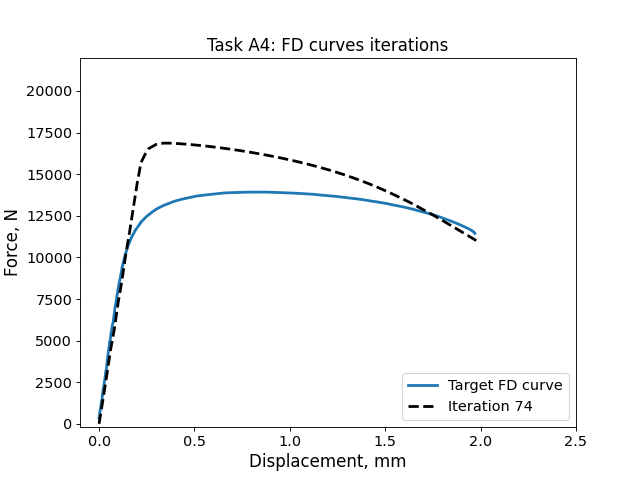 Task A4: FD curves iterations
Force, N
20000
17500
15000
12500
10000
7500
5000
2500
0
0.0 0.5 1.0 1.5 2.0 2.5
Displacement, mm
Target FD curve
Iteration 74